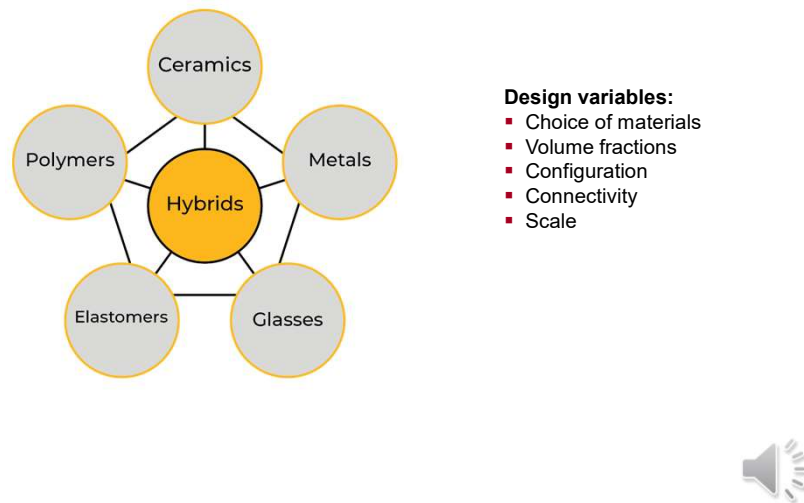 Ceramics
Polymers
Metals
Hybrids
Elastomers
Glasses
Design variables:
▪ Choice of materials
▪ Volume fractions
▪ Configuration
▪ Connectivity
▪ Scale